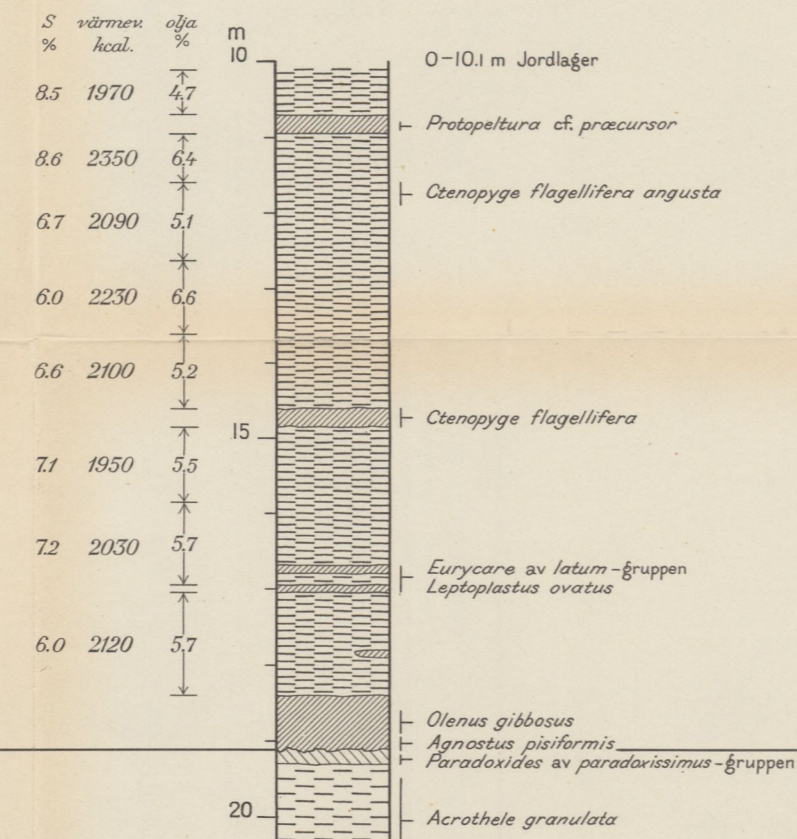 S värmev. olja
% kcal. %
m
10
0-10.1 m Jordlager
8.5 1970 4.7
Protopeltura cf. præcursor
8.6 2350 6.4
Ctenopyge flagellifera angusta
6.7 2090 5.1
6.0 2230 6.6
6.6 2100 5.2
Ctenopyge flagellifera
15
7.1 1950 5.5
7.2 2030 5.7
Eurycare av latum-gruppen
Leptoplastus ovatus
6.0 2120 5.7
Olenus gibbosus
Agnostus pisiformis
Paradoxides av paradoxissimus-gruppen
20
Acrothele granulata